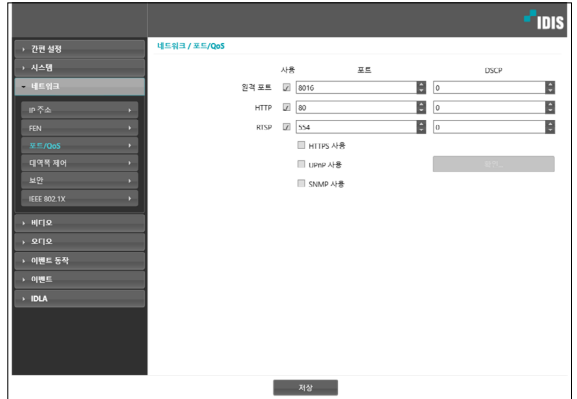 IDIS
간편 설정
시스템
네트워크
IP 주소
FEN
포트/QoS
대역폭 제어
보안
IEEE 802.1X
비디오
오디오
이벤트 동작
이벤트
IDLA
네트워크 / 포트/QoS
사용 포트 DSCP
원격 포트 8016 0
HTTP 80 0
RTSP 554 0
HTTPS 사용
UPnP 사용
SNMP 사용
저장